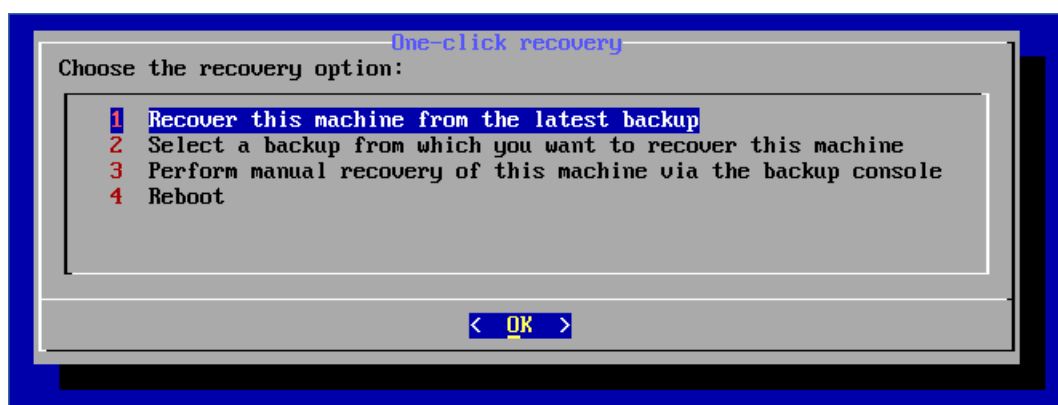 One-click recovery
Choose the recovery option:
1 Recover this machine from the latest backup
2 Select a backup from which you want to recover this machine
3 Perform manual recovery of this machine via the backup console
4 Reboot
< OK >